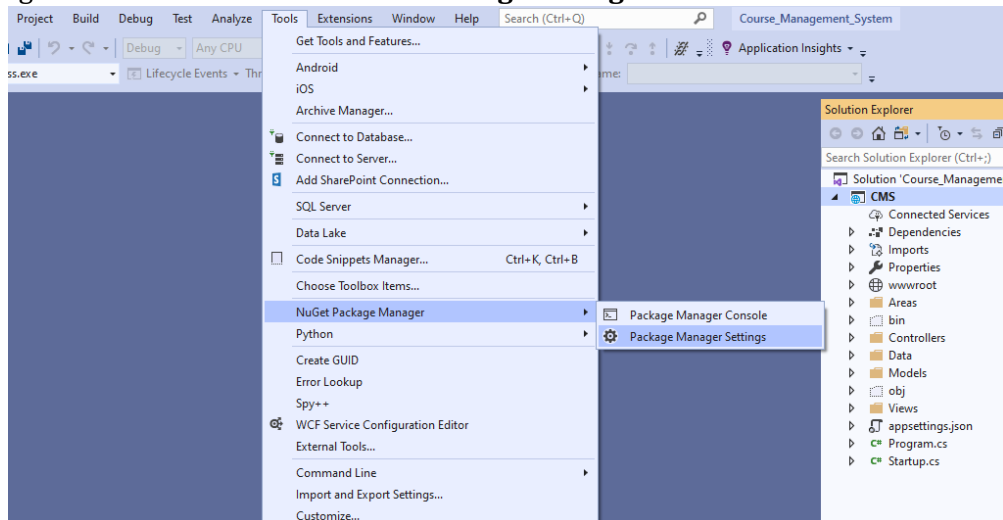 Project Build Debug Test Analyze Tools Extensions Window Help Search (Ctrl+Q) Course_Management_System
Debug Any CPU Application Insights
ss.exe Lifecycle Events Thr ame:
Get Tools and Features...
Android
iOS
Archive Manager...
Connect to Database...
Connect to Server...
Add SharePoint Connection...
SQL Server
Data Lake
Code Snippets Manager... Ctrl+K, Ctrl+B
Choose Toolbox Items...
NuGet Package Manager
Python
Create GUID
Error Lookup
Spy++
WCF Service Configuration Editor
External Tools...
Command Line
Import and Export Settings...
Customize...
Package Manager Console
Package Manager Settings
Solution Explorer
Search Solution Explorer (Ctrl+;)
Solution 'Course_Manageme
CMS
Connected Services
Dependencies
Imports
Properties
wwwroot
Areas
bin
Controllers
Data
Models
obj
Views
appsettings.json
C# Program.cs
C# Startup.cs